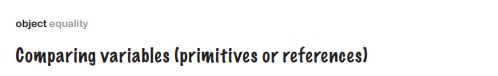 object equality
Comparing variables (primitives or references)